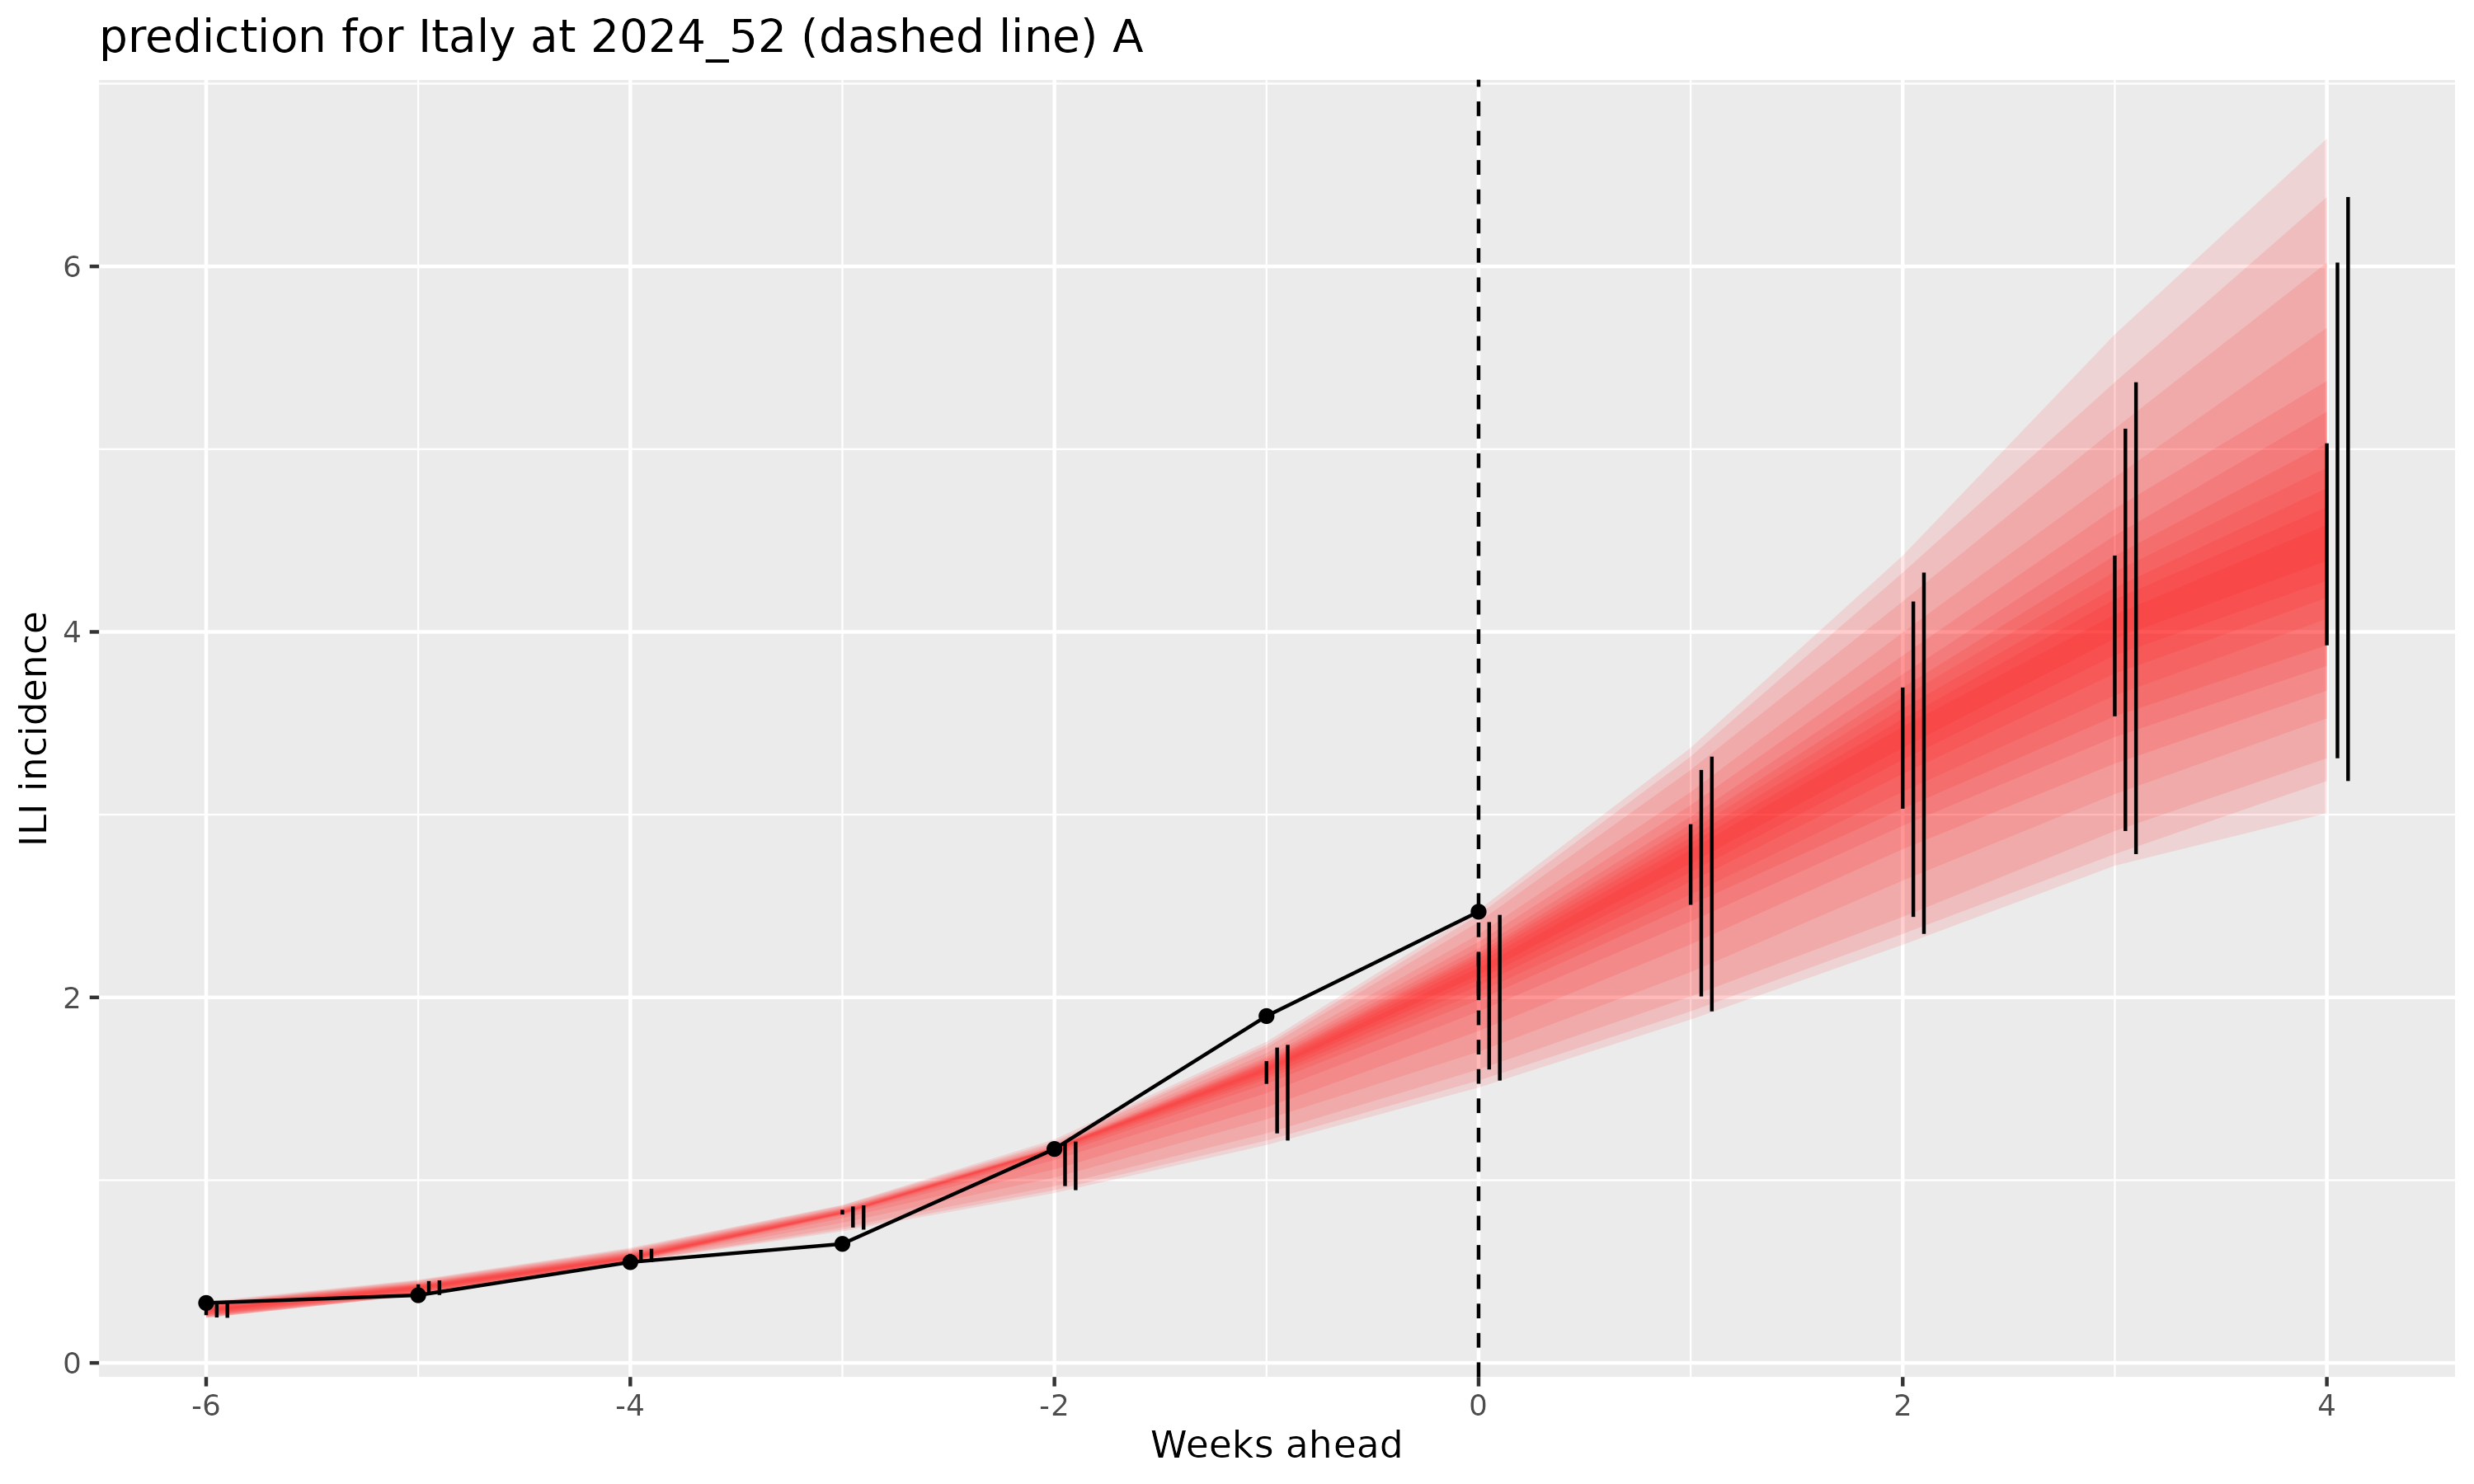 prediction for Italy at 2024_52 (dashed line) A
ILI incidence
6
4
2
0
-6 -4 -2 0 2 4
Weeks ahead